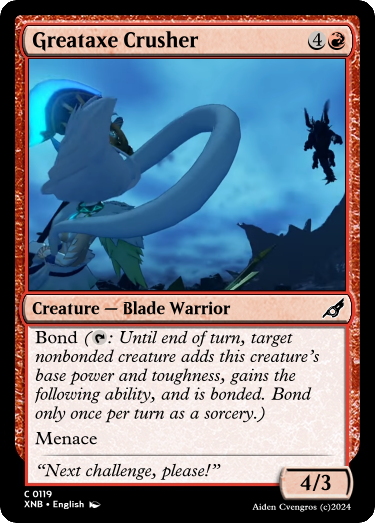 Greataxe Crusher 4
Creature — Blade Warrior
Bond (: Until end of turn, target
nonbonded creature adds this creature's
base power and toughness, gains the
following ability, and is bonded. Bond
only once per turn as a sorcery.)
Menace
“Next challenge, please!”
4/3
C 0119
XNB • English
Aiden Cvengros (c)2024